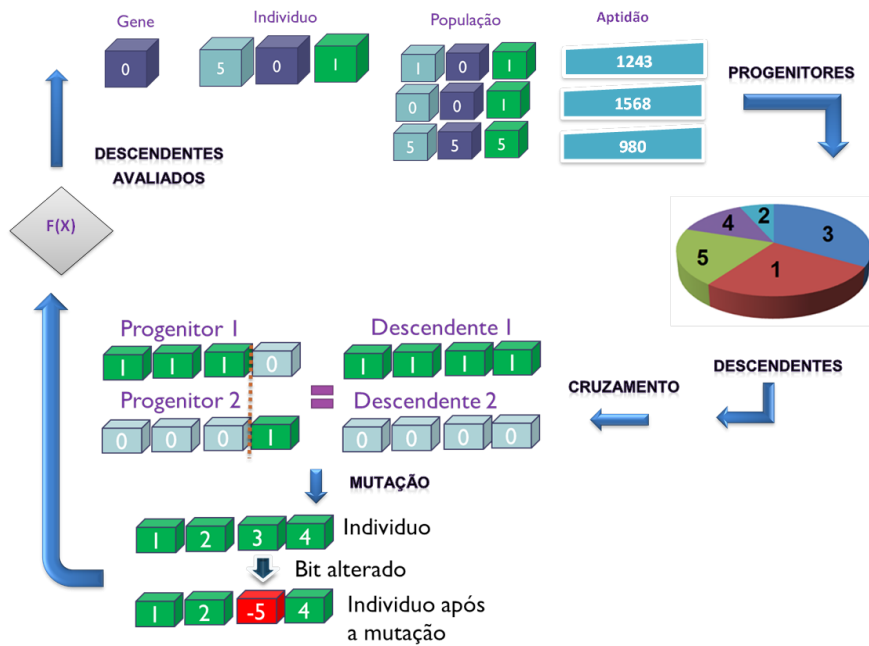 Gene
Individuo
População
Aptidão
0
5 0 1
1 0 1
0 0 1
5 5 5
1243
1568
980
PROGENITORES
DESCENDENTES
AVALIADOS
F(X)
2
4
3
5
1
Progenitor 1
Descendente 1
1 1 1 0
1 1 1 1
=
Progenitor 2
Descendente 2
0 0 0 1
0 0 0 0
DESCENDENTES
CRUZAMENTO
MUTAÇÃO
1 2 3 4
Individuo
Bit alterado
1 2 -5 4
Individuo após
a mutação